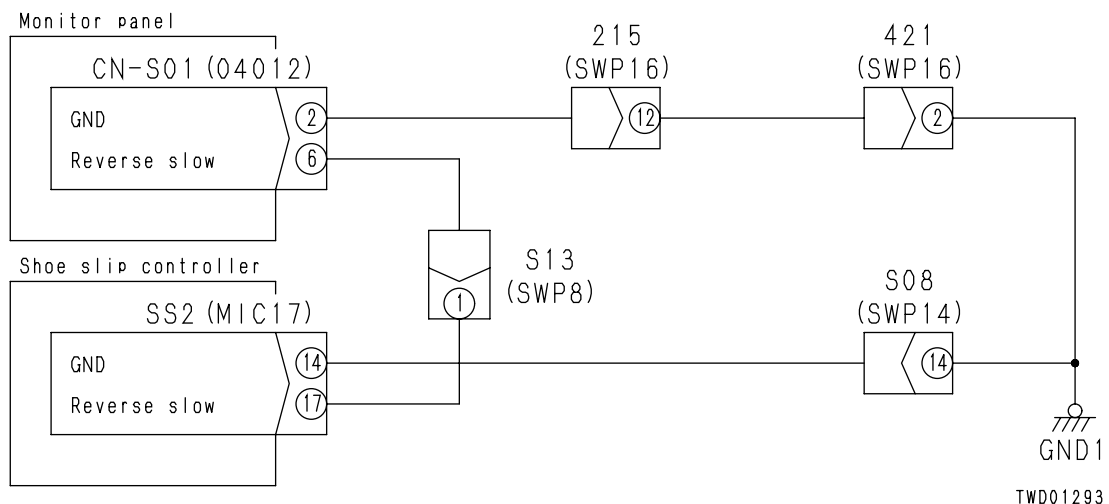 Monitor panel
CN-S01 (04012)
GND
2
Reverse slow
6
215
(SWP16)
12
421
(SWP16)
2
S13
(SWP8)
1
Shoe slip controller
SS2 (MIC17)
GND
14
Reverse slow
17
S08
(SWP14)
14
GND1
TWD01293